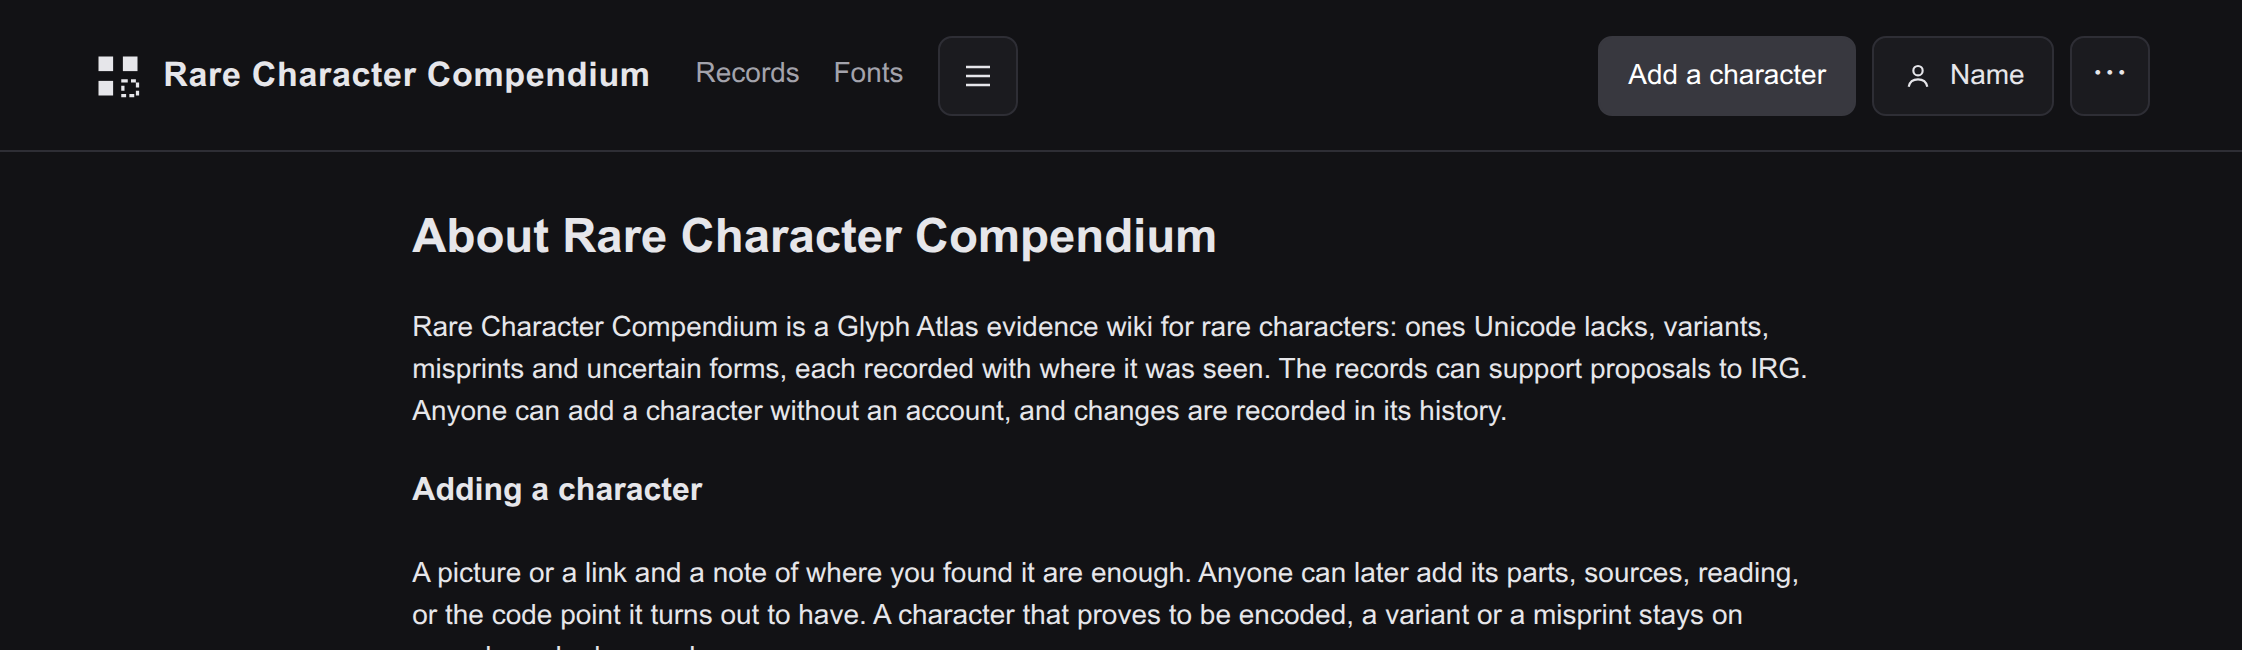 Rare Character Compendium Records Fonts Add a character Name ...
About Rare Character Compendium
Rare Character Compendium is a Glyph Atlas evidence wiki for rare characters: ones Unicode lacks, variants,
misprints and uncertain forms, each recorded with where it was seen. The records can support proposals to IRG.
Anyone can add a character without an account, and changes are recorded in its history.
Adding a character
A picture or a link and a note of where you found it are enough. Anyone can later add its parts, sources, reading,
or the code point it turns out to have. A character that proves to be encoded, a variant or a misprint stays on